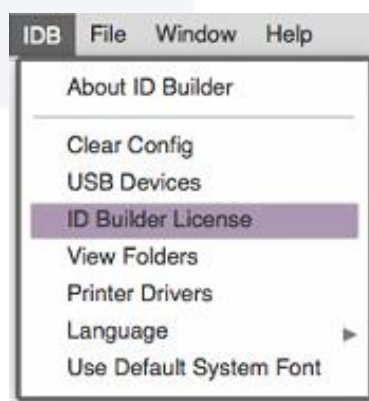 IDB File Window Help
About ID Builder
Clear Config
USB Devices
ID Builder License
View Folders
Printer Drivers
Language
Use Default System Font